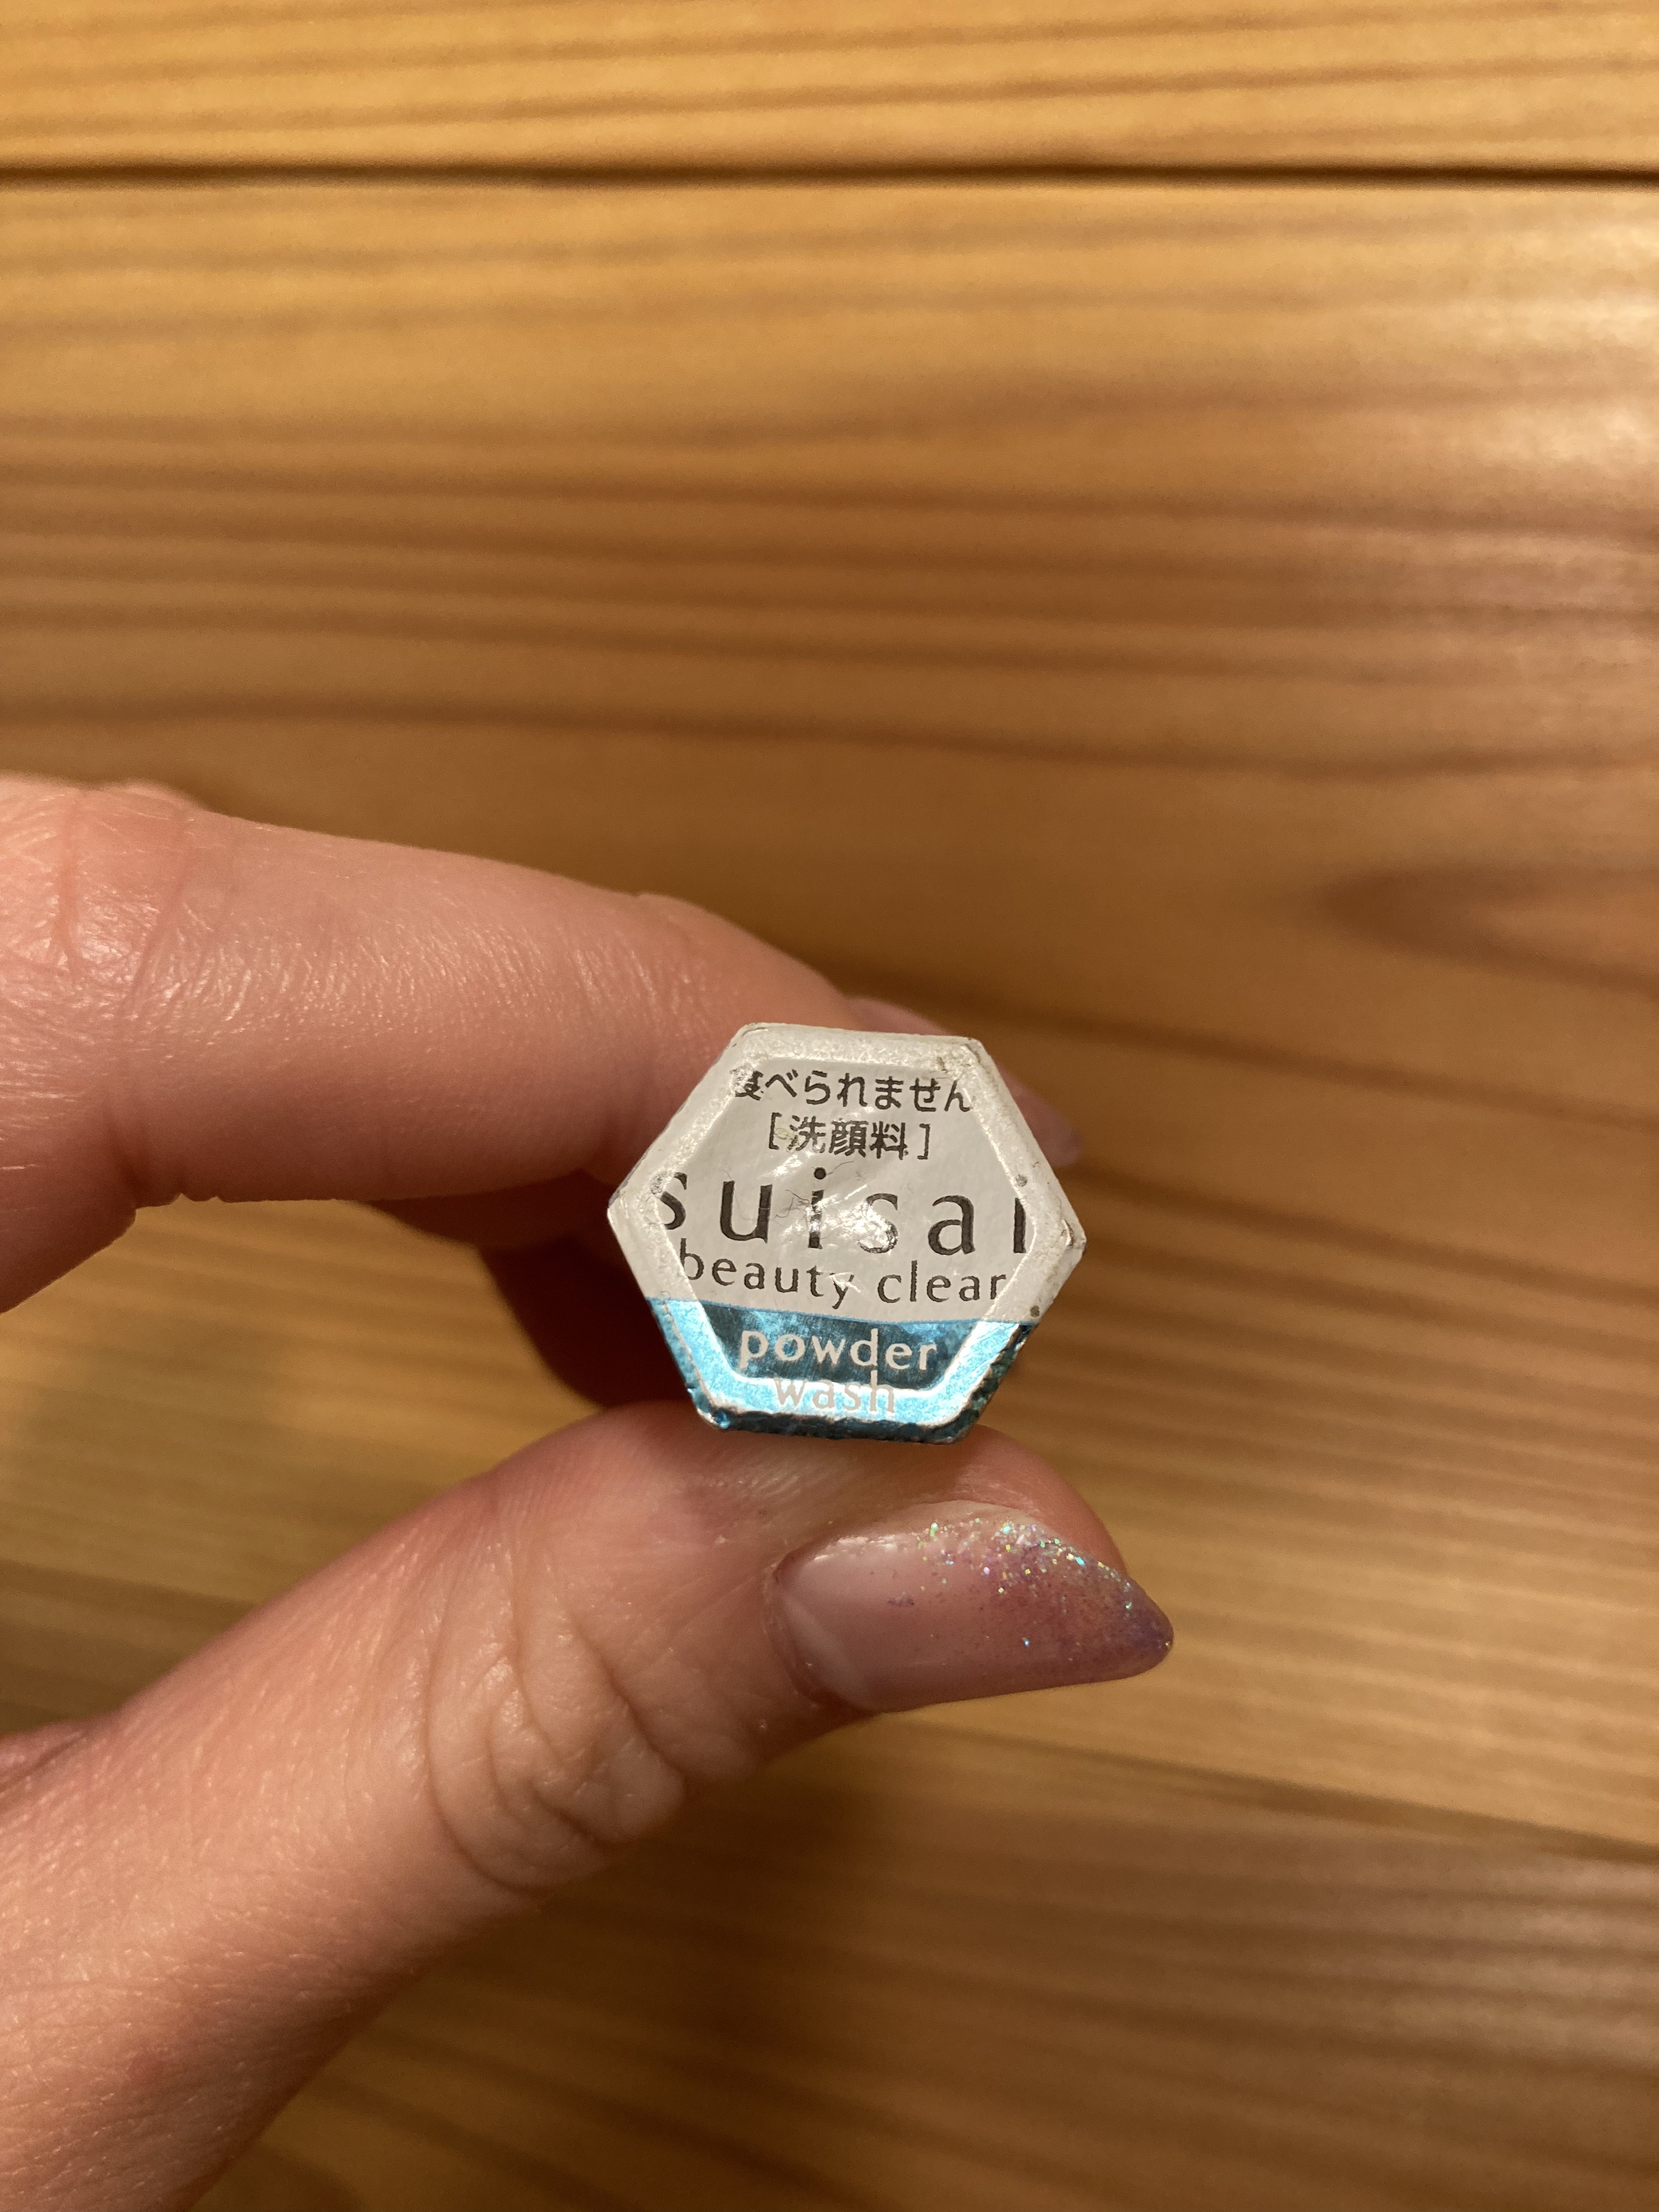 食べられません
[洗顔料]
suisai
beauty clear
powder
wash